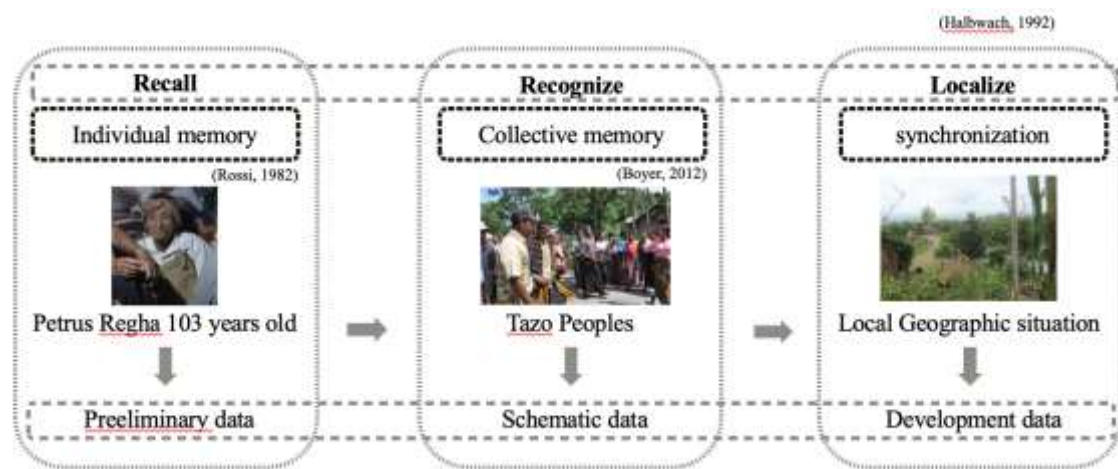 (Halbwach, 1992)
Recall
Recognize
Localize
Individual memory
Collective memory
synchronization
(Rossi, 1982)
(Boyer, 2012)
Petrus Regha 103 years old
Tazo Peoples
Local Geographic situation
Preeliminary data
Schematic data
Development data